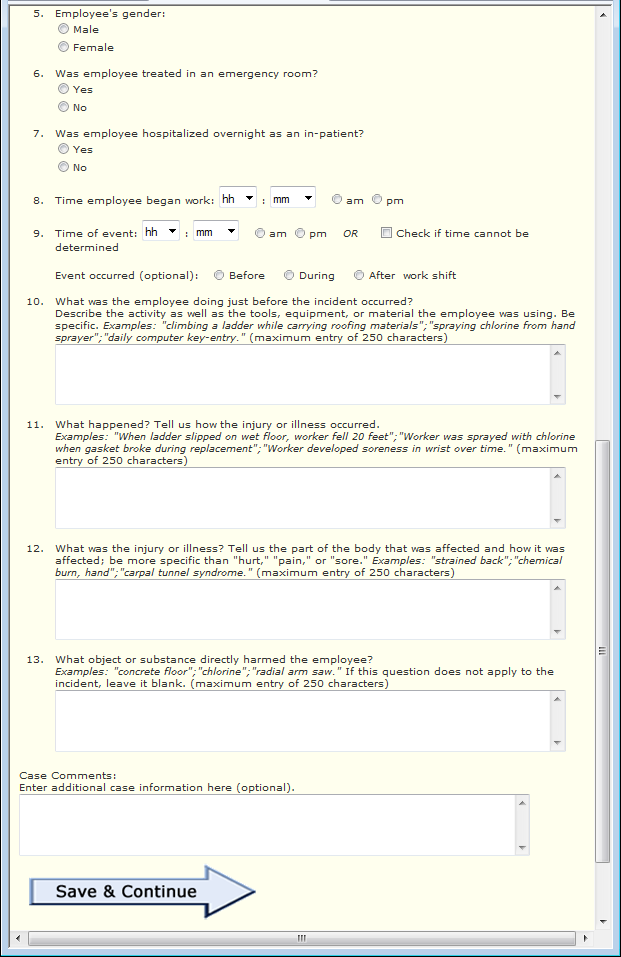 5. Employee's gender:
Male
Female
6. Was employee treated in an emergency room?
Yes
No
7. Was employee hospitalized overnight as an in-patient?
Yes
No
8. Time employee began work: hh : mm am pm
9. Time of event: hh : mm am pm OR Check if time cannot be
determined
Event occurred (optional): Before During After work shift
10. What was the employee doing just before the incident occurred?
Describe the activity as well as the tools, equipment, or material the employee was using. Be
specific. Examples: "climbing a ladder while carrying roofing materials";"spraying chlorine from hand
sprayer";"daily computer key-entry." (maximum entry of 250 characters)
11. What happened? Tell us how the injury or illness occurred.
Examples: "When ladder slipped on wet floor, worker fell 20 feet";"Worker was sprayed with chlorine
when gasket broke during replacement";"Worker developed soreness in wrist over time." (maximum
entry of 250 characters)
12. What was the injury or illness? Tell us the part of the body that was affected and how it was
affected; be more specific than "hurt," "pain," or "sore." Examples: "strained back";"chemical
burn, hand";"carpal tunnel syndrome." (maximum entry of 250 characters)
13. What object or substance directly harmed the employee?
Examples: "concrete floor";"chlorine";"radial arm saw." If this question does not apply to the
incident, leave it blank. (maximum entry of 250 characters)
Case Comments:
Enter additional case information here (optional).
Save & Continue